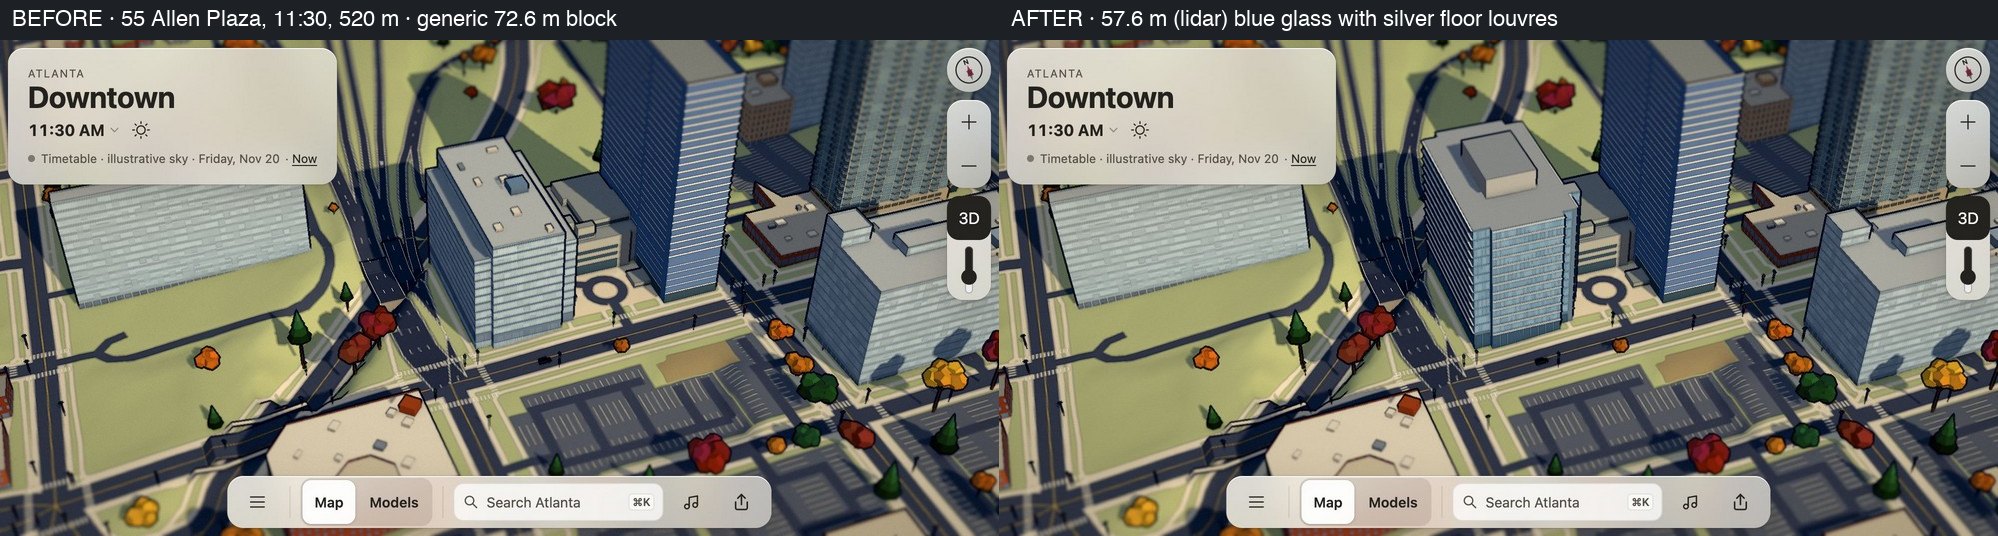 BEFORE · 55 Allen Plaza, 11:30, 520 m · generic 72.6 m block
ATLANTA
Downtown
11:30 AM
Timetable · illustrative sky · Friday, Nov 20 · Now
N
+
−
3D
Map Models Search Atlanta ⌘K
AFTER · 57.6 m (lidar) blue glass with silver floor louvres
ATLANTA
Downtown
11:30 AM
Timetable · illustrative sky · Friday, Nov 20 · Now
N
+
−
3D
Map Models Search Atlanta ⌘K